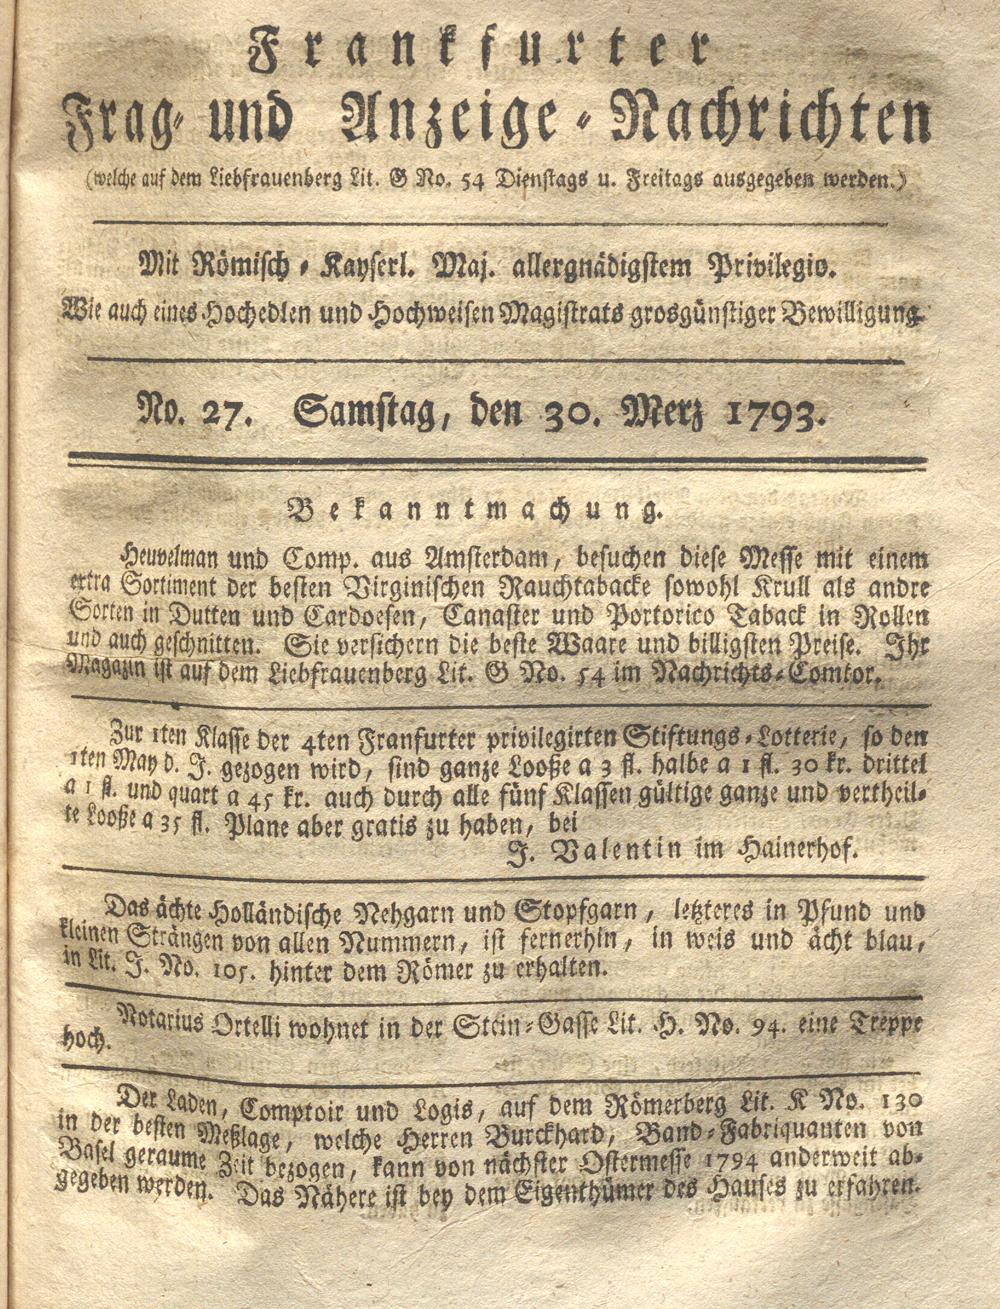 Frankfurter
Frag- und Anzeige-Nachrichten
(welche auf dem Liebfrauenberg Lit. G No. 54 Dienstags u. Freitags ausgegeben werden.)
Mit Römisch-Kayserl. Maj. allergnädigstem Privilegio.
Wie auch eines Hochedlen und Hochweisen Magistrats grosgünstiger Bewilligung.
No. 27. Samstag, den 30. Merz 1793.
Bekanntmachung.
Heuvelman und Comp. aus Amsterdam, besuchen diese Messe mit einem
extra Sortiment der besten Virginischen Rauchtabacke sowohl Krull als andre
Sorten in Dutten und Cardoesen, Canaster und Portorico Taback in Rollen
und auch geschnitten. Sie versichern die beste Waare und billigsten Preise. Ihr
Magazin ist auf dem Liebfrauenberg Lit. G No. 54 im Nachrichts-Comtor.
Zur 1ten Klasse der 4ten Franfurter privilegirten Stiftungs-Lotterie, so den
1ten May d. J. gezogen wird, sind ganze Looße a 3 fl. halbe a 1 fl. 30 kr. drittel
a 1 fl. und quart a 45 kr. auch durch alle fünf Klassen gültige ganze und vertheil-
te Looße a 35 fl. Plane aber gratis zu haben, bei
J. Valentin im Hainerhof.
Das ächte Holländische Nehgarn und Stopfgarn, letzteres in Pfund und
kleinen Strängen von allen Nummern, ist fernerhin, in weis und ächt blau,
in Lit. J. No. 105. hinter dem Römer zu erhalten.
Notarius Ortelli wohnet in der Stein-Gasse Lit. H. No. 94. eine Treppe
hoch.
Der Laden, Comptoir und Logis, auf dem Römerberg Lit. K No. 130
in der besten Meßlage, welche Herren Burckhard, Band-Fabriquanten von
Basel geraume Zeit bezogen, kann von nächster Ostermesse 1794 anderweit ab-
gegeben werden. Das Nähere ist bey dem Eigenthümer des Hauses zu erfahren.